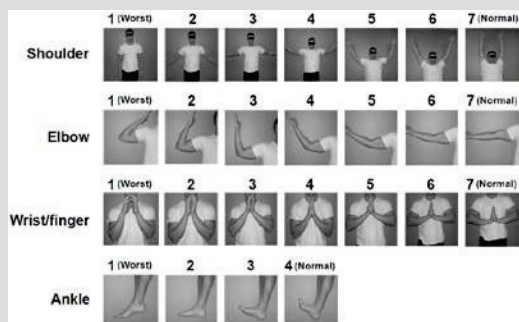 1 (Worst) 2 3 4 5 6 7 (Normal)
Shoulder
1 (Worst) 2 3 4 5 6 7 (Normal)
Elbow
1 (Worst) 2 3 4 5 6 7 (Normal)
Wrist/finger
1 (Worst) 2 3 4 (Normal)
Ankle